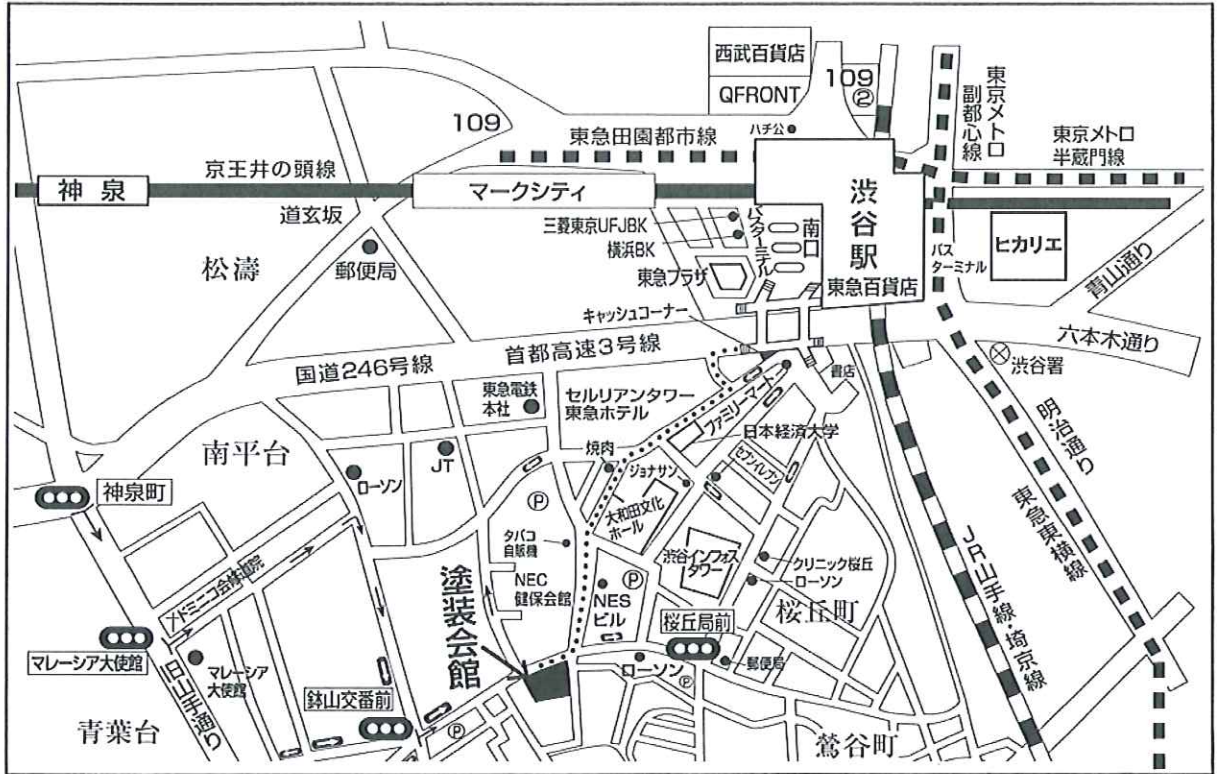 西武百貨店
QFRONT
109
②
109
ハチ公
東急田園都市線
東京メトロ
副都心線
東京メトロ
半蔵門線
京王井の頭線
神泉
マークシティ
渋谷駅
東急百貨店
南口
バスターミナル
ヒカリエ
バス
ターミナル
道玄坂
三菱東京UFJBK
横浜BK
東急プラザ
郵便局
松濤
キャッシュコーナー
青山通り
六本木通り
渋谷署
首都高速3号線
国道246号線
書店
東急電鉄
本社
セルリアンタワー
東急ホテル
ファミリーマート
日本経済大学
明治通り
南平台
JT
ローソン
焼肉
ジョナサン
セブンイレブン
大和田文化
ホール
神泉町
P
タバコ
自販機
渋谷インフォス
タワー
クリニック桜丘
ローソン
東急東横線
JR山手線・埼京線
ドミニコ会修道院
NEC
健保会館
P
NES
ビル
桜丘町
桜丘局前
塗装会館
マレーシア大使館
マレーシア
大使館
旧山手通り
ローソン
P
郵便局
鉢山交番前
P
青葉台
鶯谷町